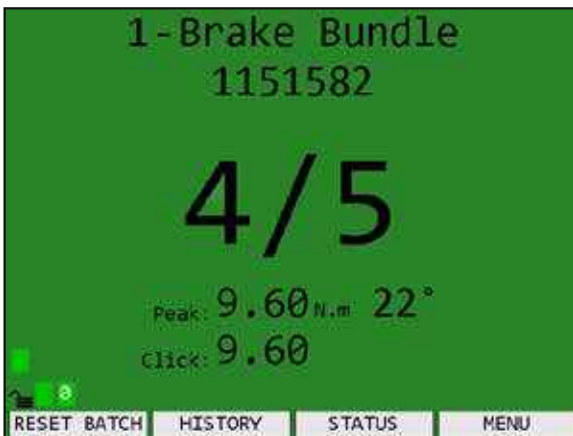 1-Brake Bundle
1151582
4/5
Peak: 9.60 N.m 22°
Click: 9.60
0
RESET BATCH HISTORY STATUS MENU